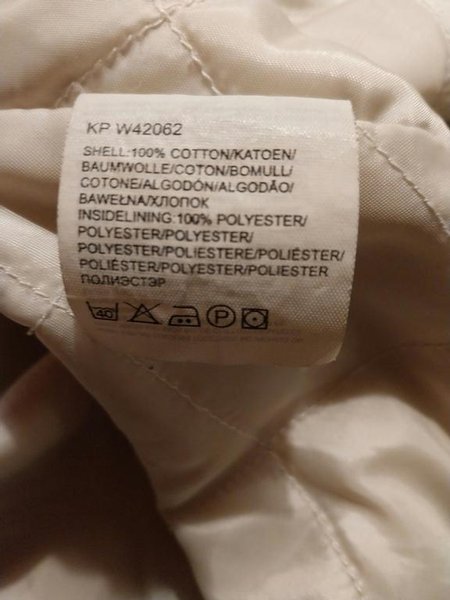 KP W42062
SHELL:100% COTTON/KATOEN/
BAUMWOLLE/COTON/BOMULL/
COTONE/ALGODÓN/ALGODÃO/
BAWEŁNA/ХЛОПОК
INSIDELINING:100% POLYESTER/
POLYESTER/POLYESTER/
POLYESTER/POLIESTERE/POLIÉSTER/
POLIÉSTER/POLYESTER/POLIESTER
ПОЛИЭСТЭР
40 P